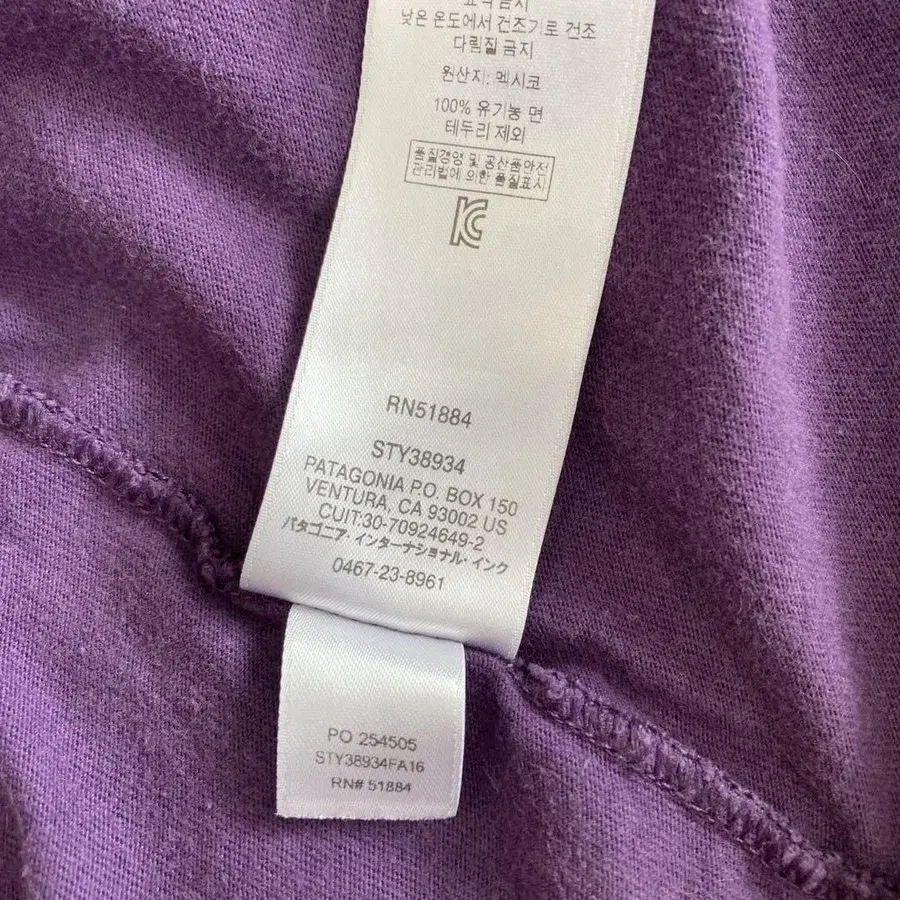 낮은 온도에서 건조기로 건조
다림질 금지
원산지: 멕시코
100% 유기농 면
테두리 제외
품질경영 및 공산품안전
관리법에 의한 품질표시
RN51884
STY38934
PATAGONIA P.O. BOX 150
VENTURA, CA 93002 US
CUIT:30-70924649-2
パタゴニア・インターナショナル・インク
0467-23-8961
PO 254505
STY38934FA16
RN# 51884